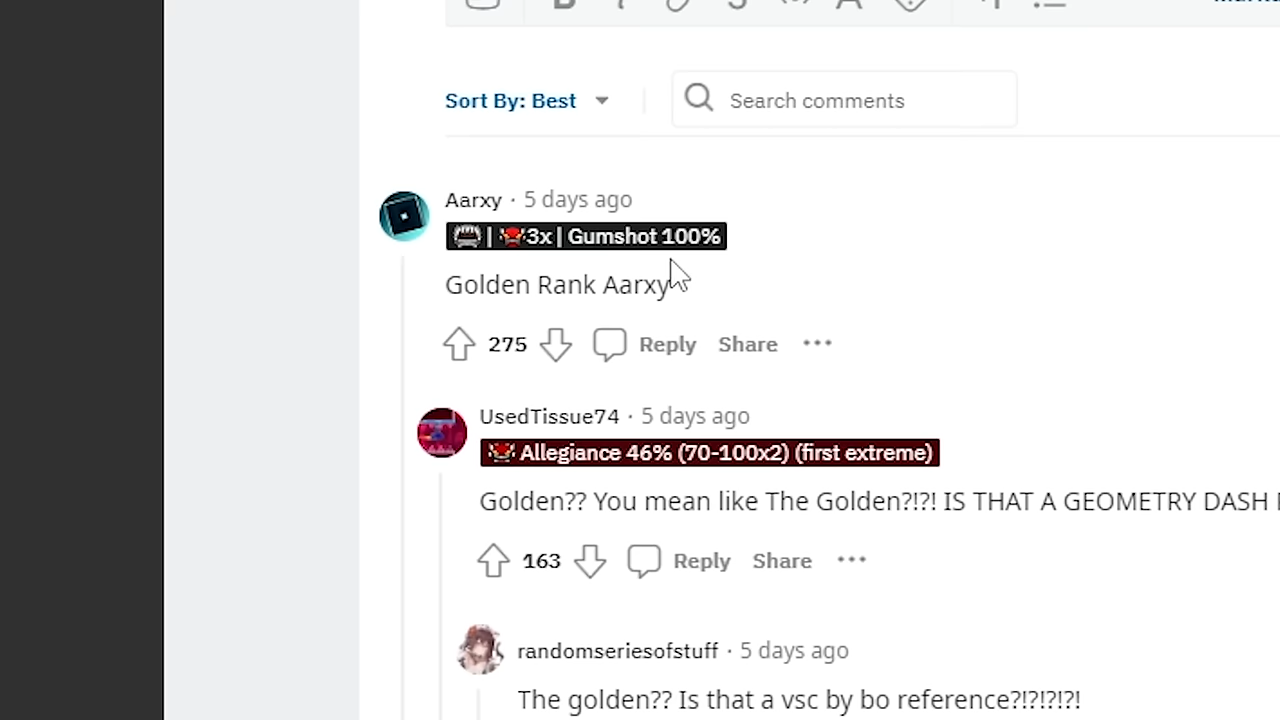 Sort By: Best
Search comments
Aarxy · 5 days ago
| 3x | Gumshot 100%
Golden Rank Aarxy
275 Reply Share
UsedTissue74 · 5 days ago
Allegiance 46% (70-100x2) (first extreme)
Golden?? You mean like The Golden?!?! IS THAT A GEOMETRY DASH
163 Reply Share
randomseriesofstuff · 5 days ago
The golden?? Is that a vsc by bo reference?!?!?!?!